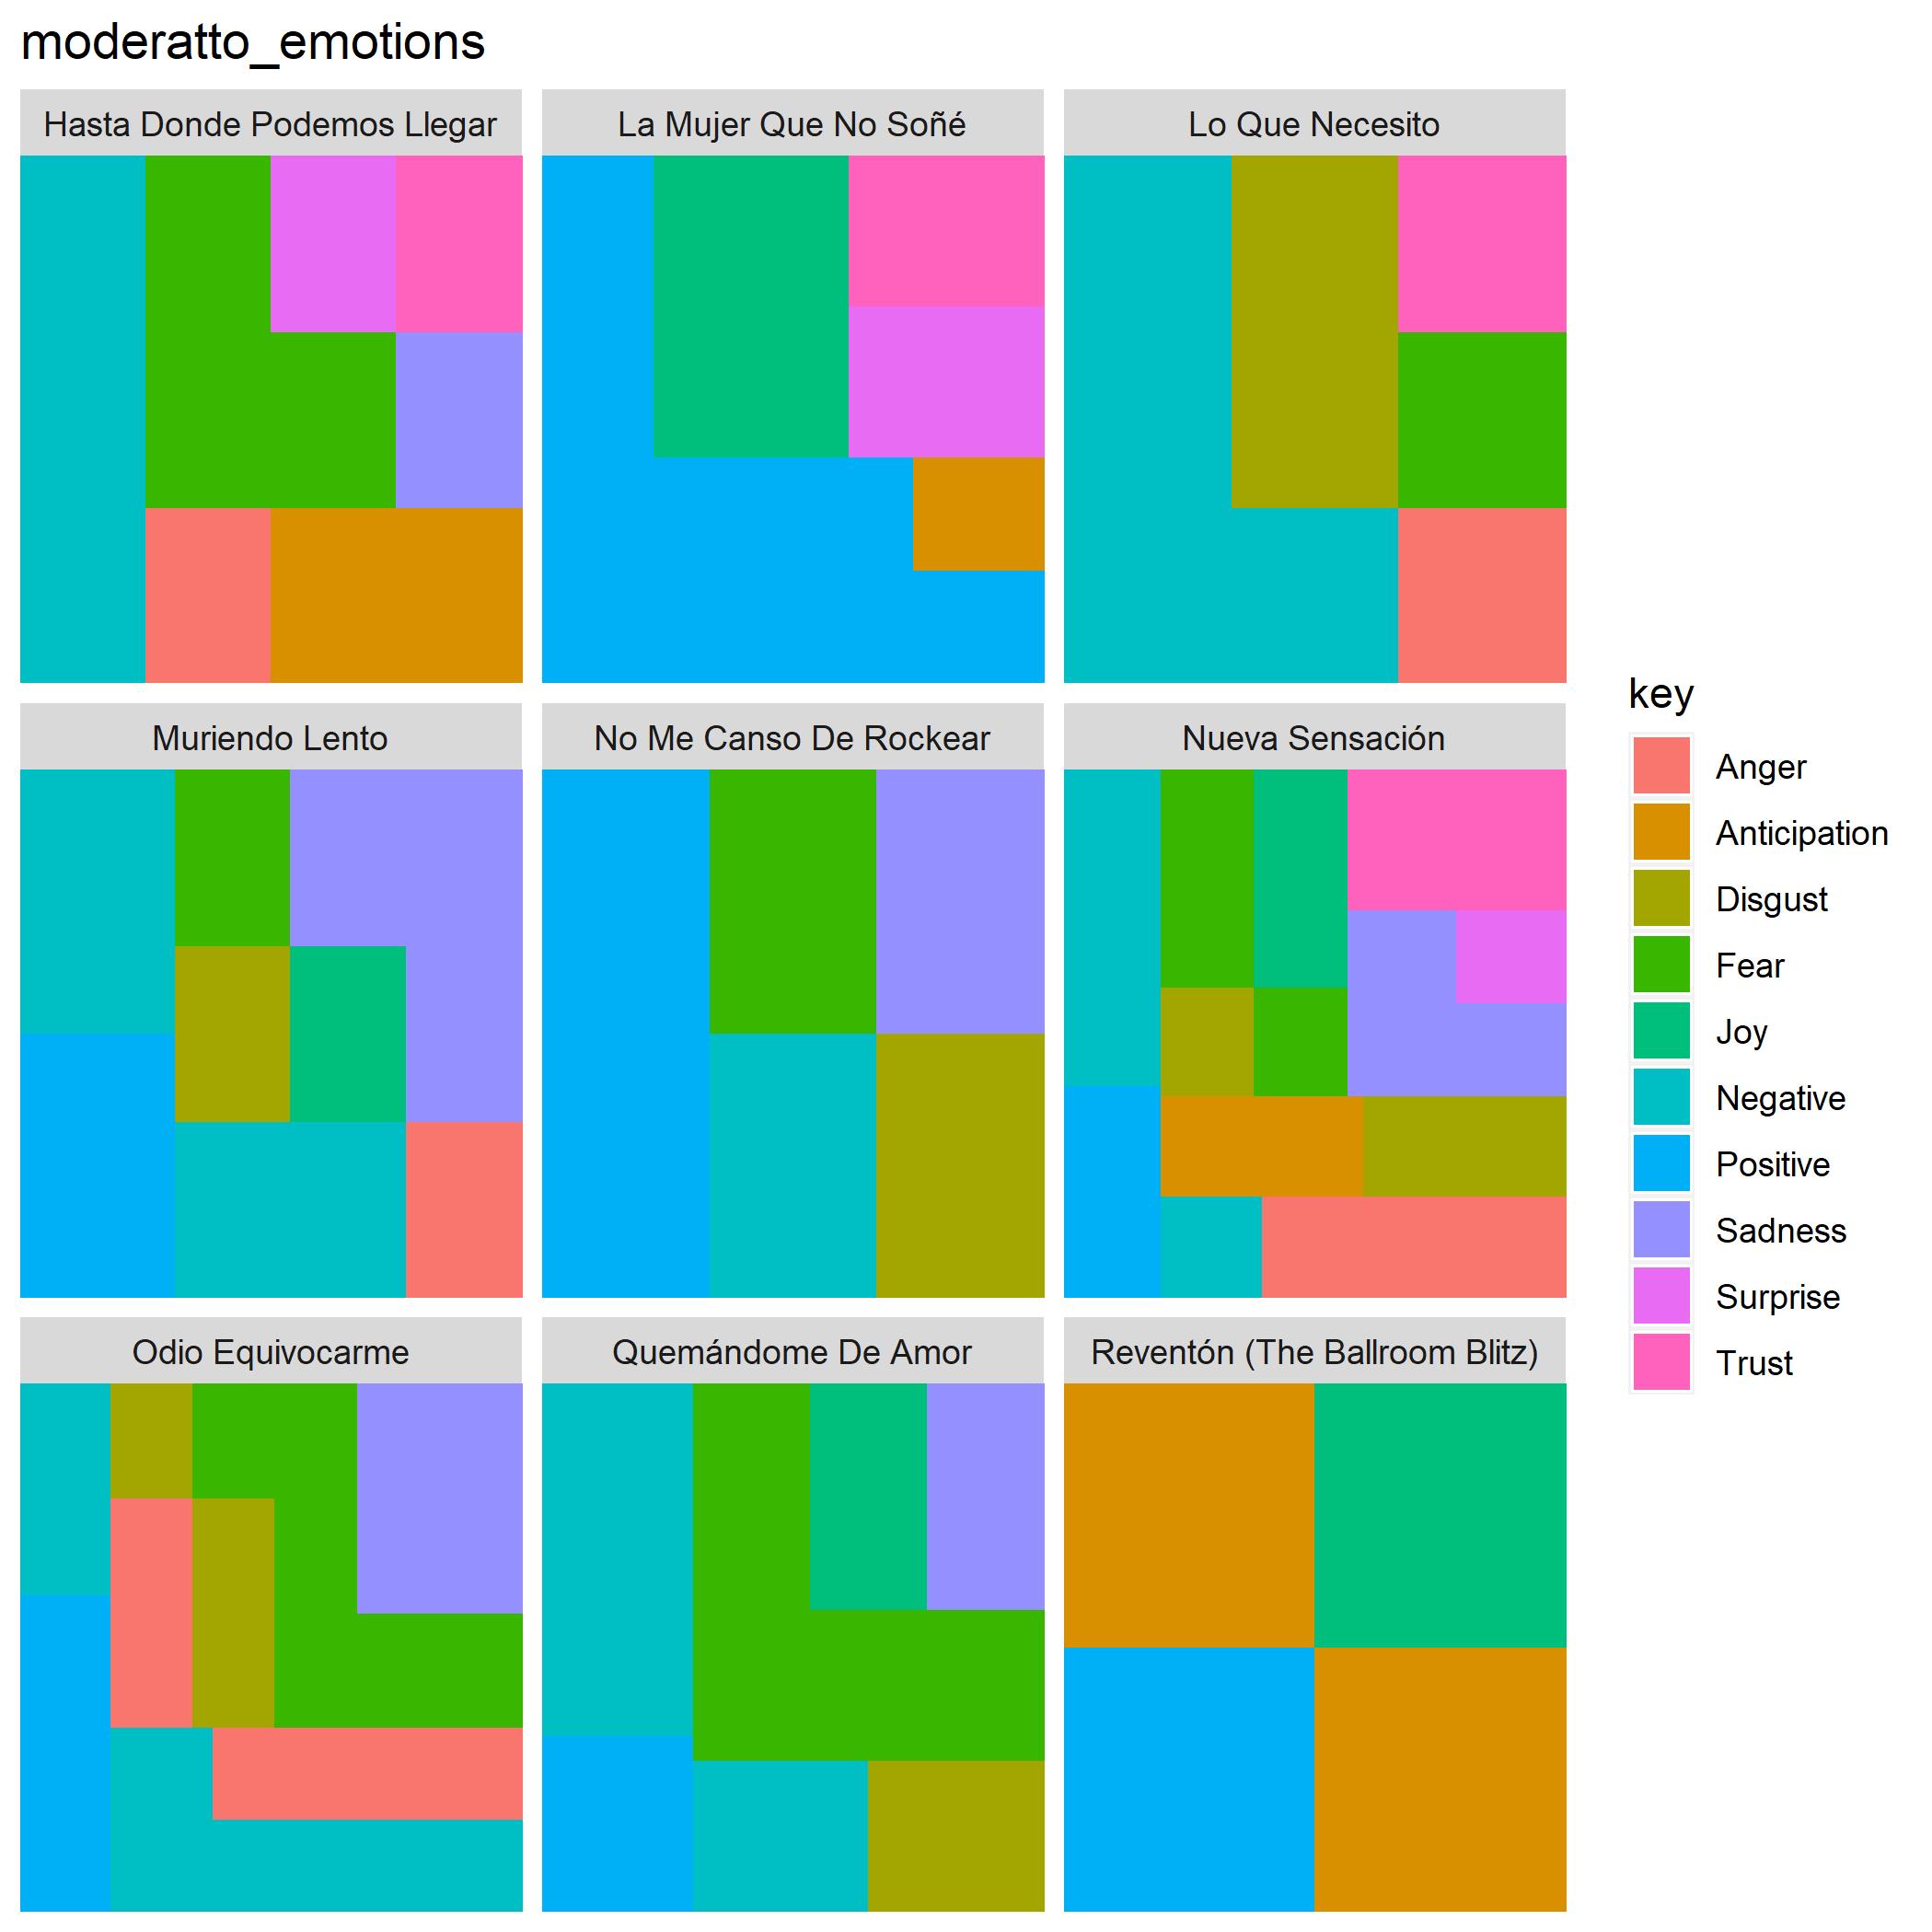 moderatto_emotions
Hasta Donde Podemos Llegar
La Mujer Que No Soñé
Lo Que Necesito
Muriendo Lento
No Me Canso De Rockear
Nueva Sensación
Odio Equivocarme
Quemándome De Amor
Reventón (The Ballroom Blitz)
key
Anger
Anticipation
Disgust
Fear
Joy
Negative
Positive
Sadness
Surprise
Trust